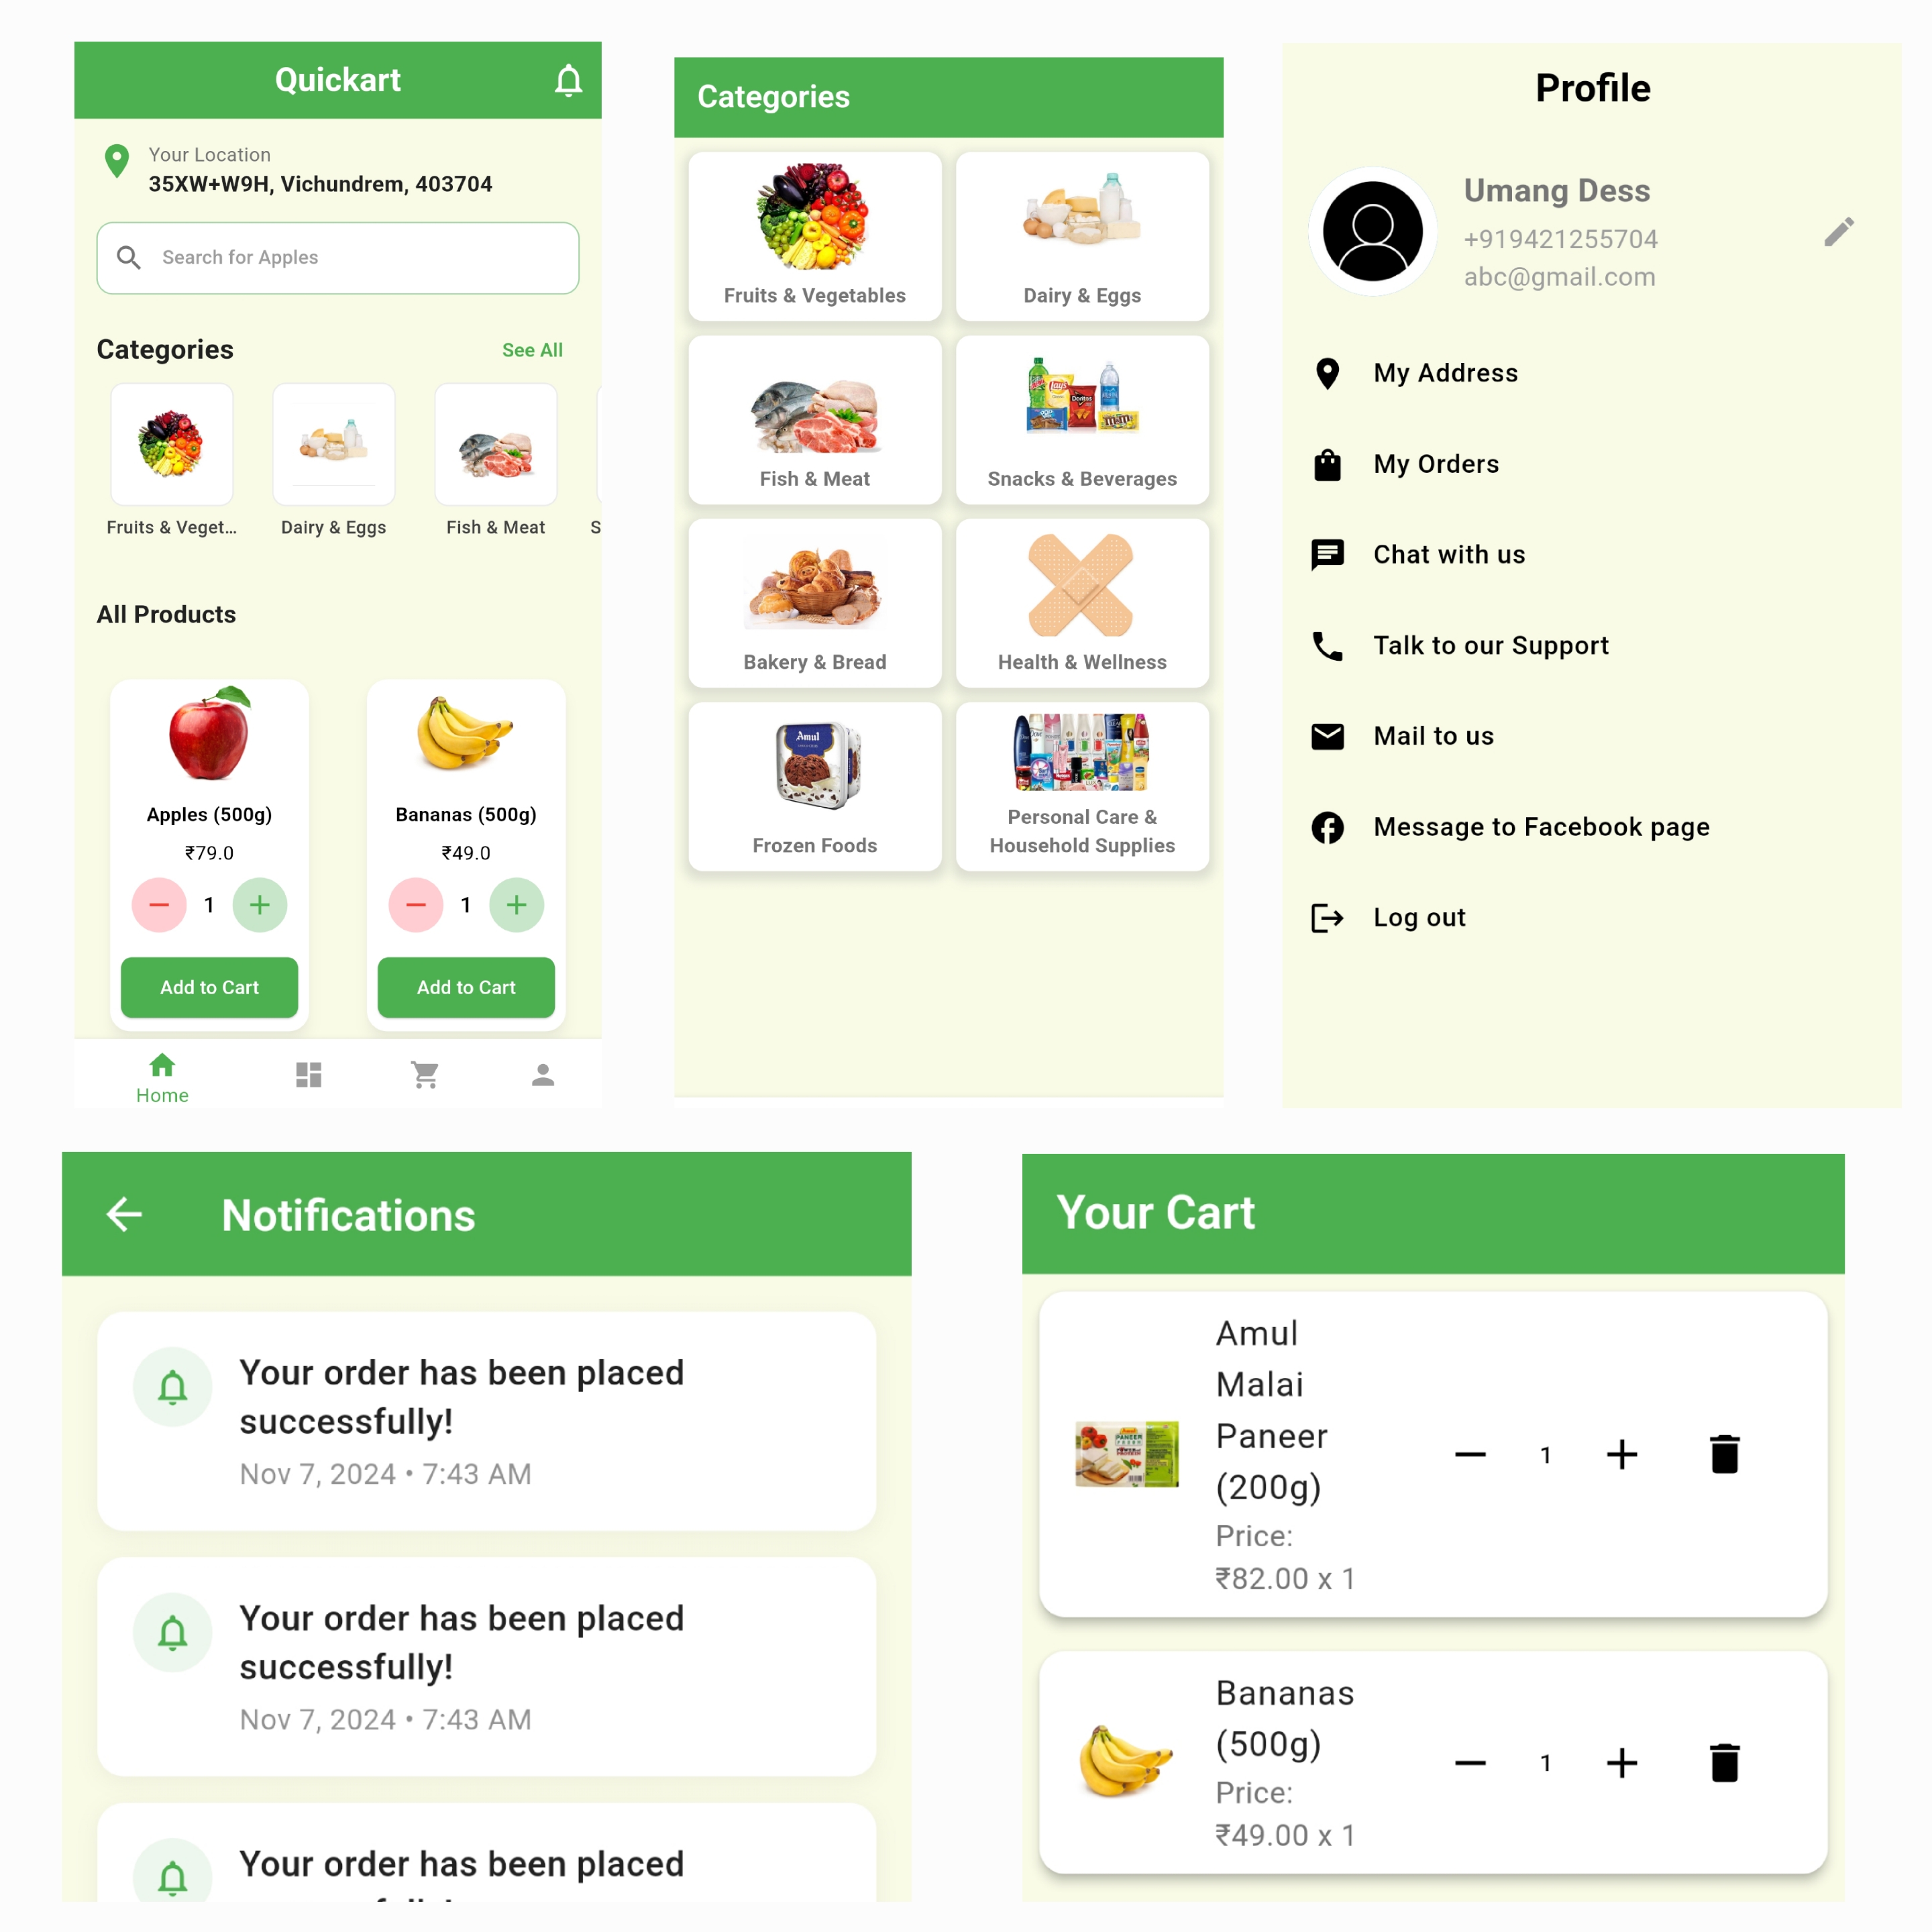 Quickart
Your Location
35XW+W9H, Vichundrem, 403704
Search for Apples
Categories
See All
Fruits & Veget...
Dairy & Eggs
Fish & Meat
S
All Products
Apples (500g)
₹79.0
1
Add to Cart
Bananas (500g)
₹49.0
1
Add to Cart
Home
Categories
Fruits & Vegetables
Dairy & Eggs
Fish & Meat
Lay's
Doritos
m&m's
Snacks & Beverages
Bakery & Bread
Health & Wellness
Amul
Frozen Foods
Dove
Personal Care &
Household Supplies
Profile
Umang Dess
+919421255704
abc@gmail.com
My Address
My Orders
Chat with us
Talk to our Support
Mail to us
Message to Facebook page
Log out
Notifications
Your order has been placed
successfully!
Nov 7, 2024 • 7:43 AM
Your order has been placed
successfully!
Nov 7, 2024 • 7:43 AM
Your order has been placed
Your Cart
PANEER
Amul
Malai
Paneer
(200g)
Price:
₹82.00 x 1
1
Bananas
(500g)
Price:
₹49.00 x 1
1